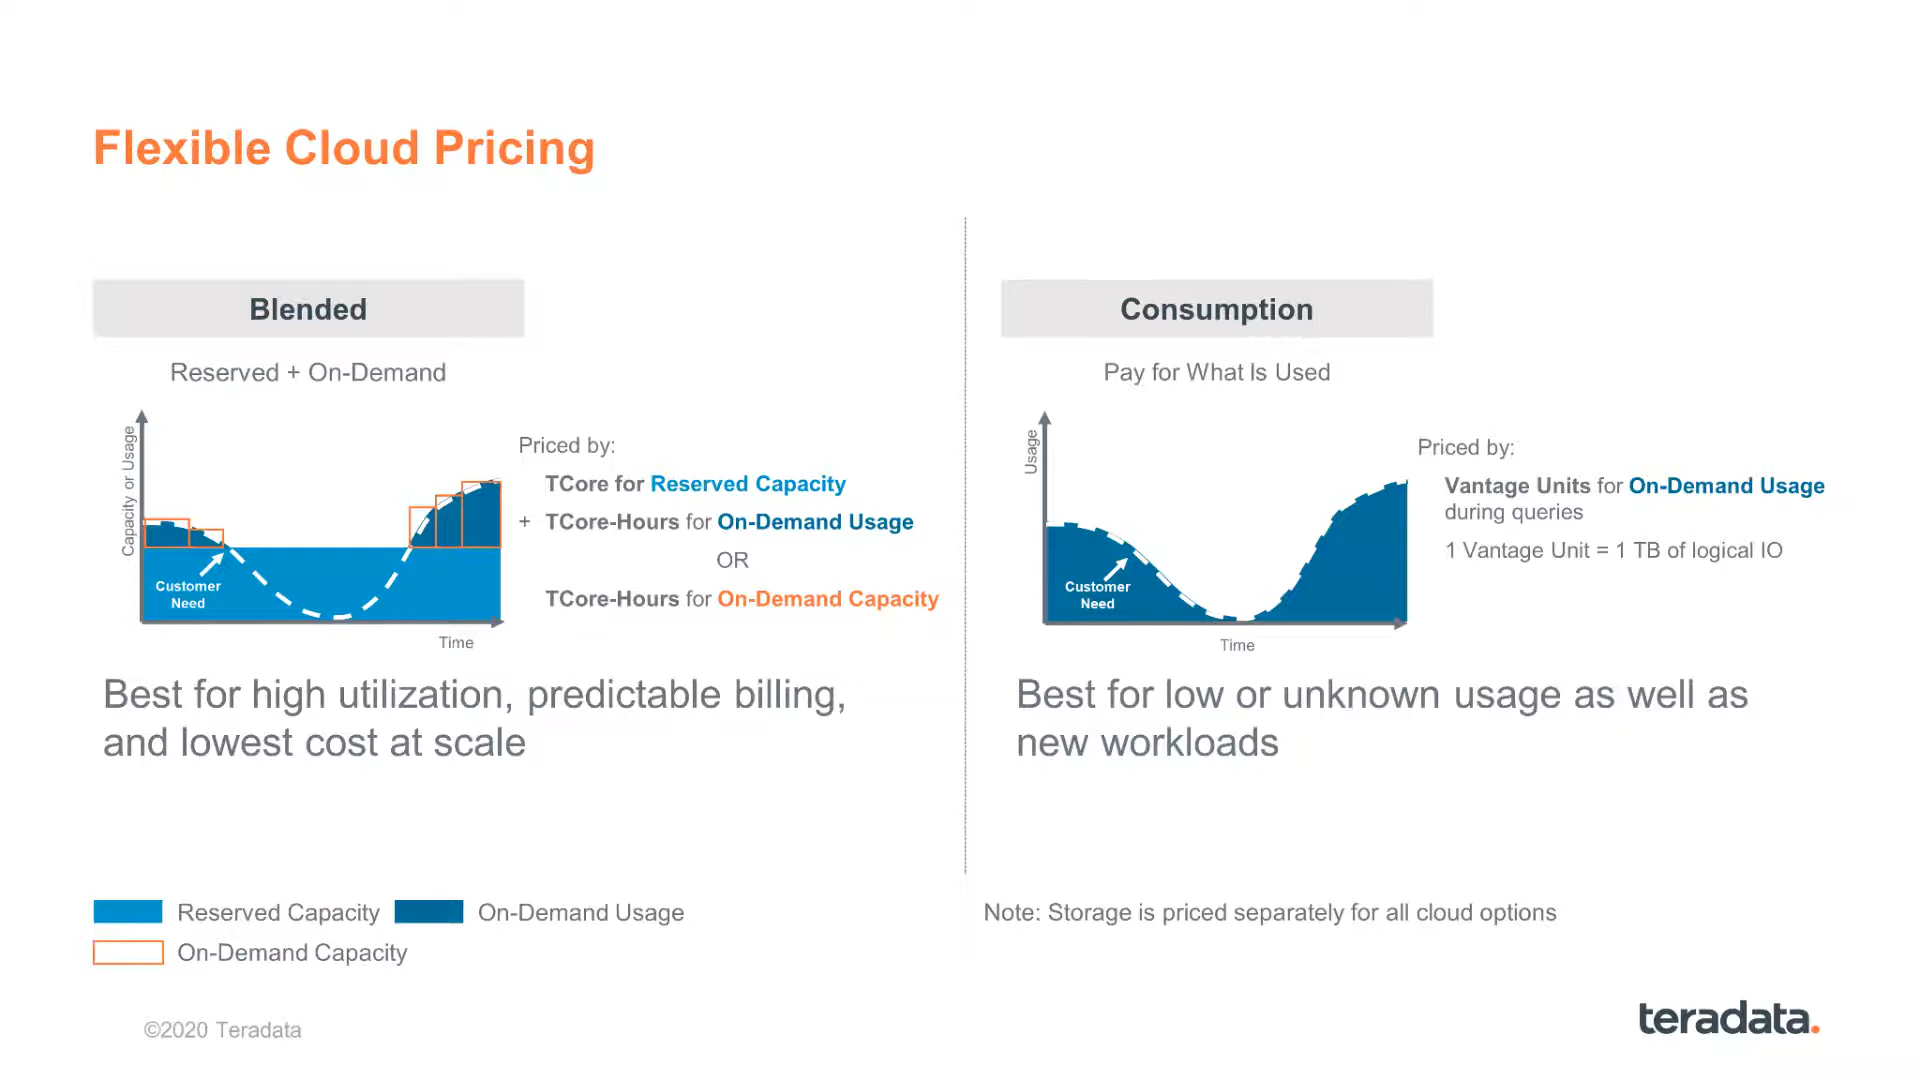 Flexible Cloud Pricing
Blended
Reserved + On-Demand
Capacity or Usage
Customer
Need
Time
Priced by:
TCore for Reserved Capacity
+ TCore-Hours for On-Demand Usage
OR
TCore-Hours for On-Demand Capacity
Best for high utilization, predictable billing,
and lowest cost at scale
Consumption
Pay for What Is Used
Usage
Customer
Need
Time
Priced by:
Vantage Units for On-Demand Usage
during queries
1 Vantage Unit = 1 TB of logical IO
Best for low or unknown usage as well as
new workloads
Reserved Capacity
On-Demand Usage
On-Demand Capacity
Note: Storage is priced separately for all cloud options
©2020 Teradata
teradata.